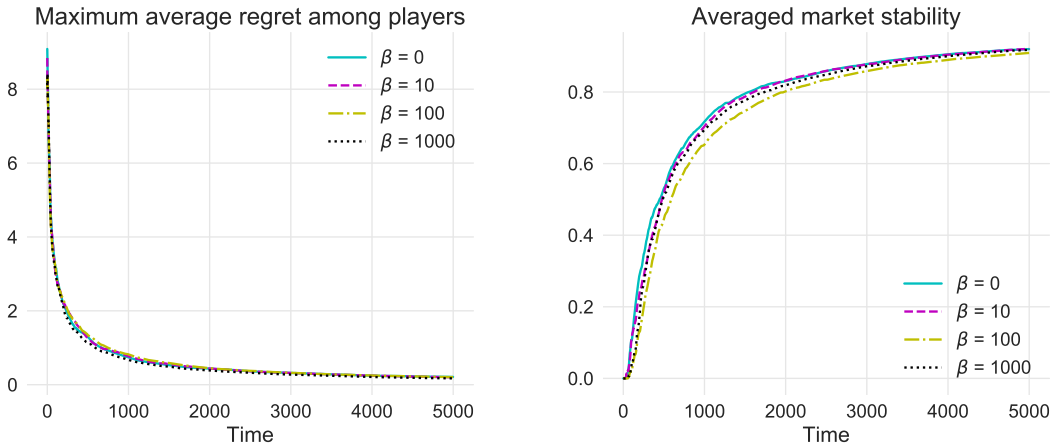 Maximum average regret among players
β = 0
β = 10
β = 100
β = 1000
8
6
4
2
0
0 1000 2000 3000 4000 5000
Time
Averaged market stability
0.8
0.6
0.4
0.2
0.0
β = 0
β = 10
β = 100
β = 1000
0 1000 2000 3000 4000 5000
Time